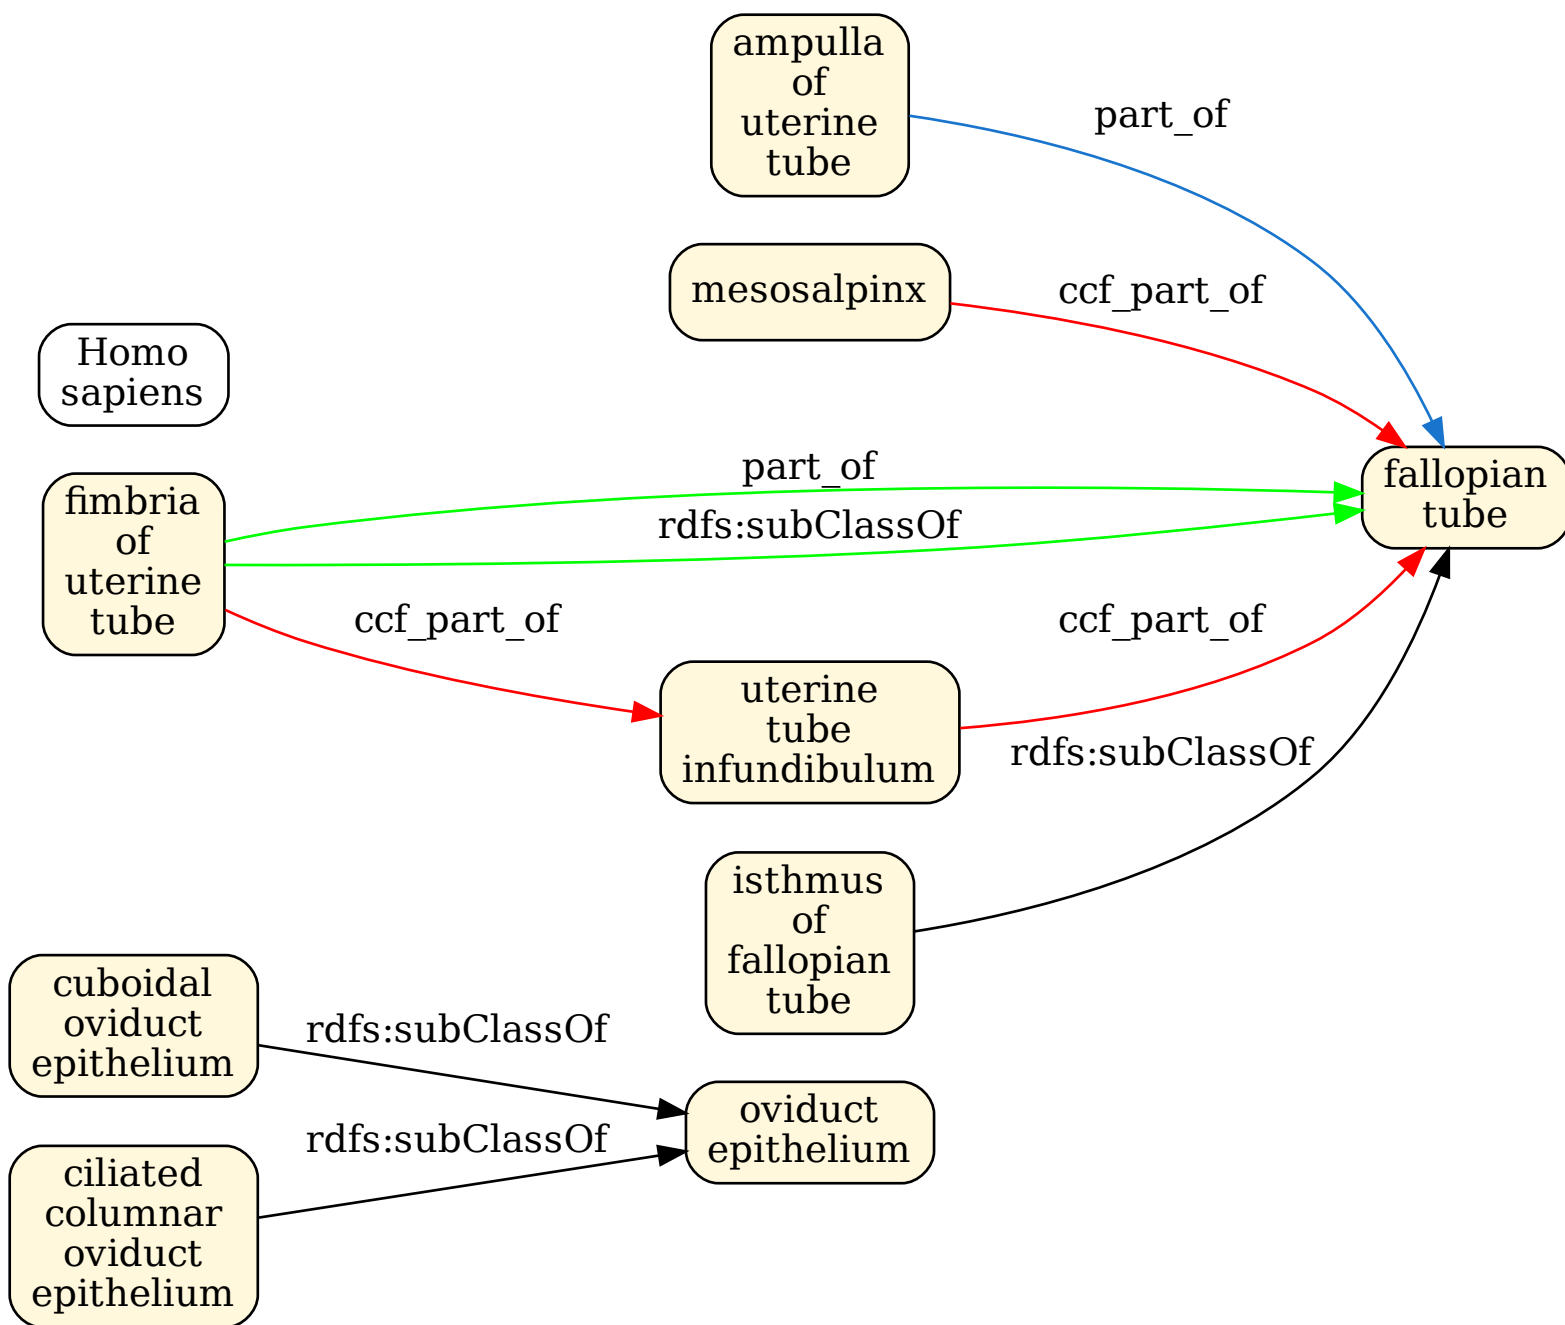 ampulla
of
uterine
tube
part_of
mesosalpinx
ccf_part_of
Homo
sapiens
fimbria
of
uterine
tube
part_of
rdfs:subClassOf
ccf_part_of
fallopian
tube
uterine
tube
infundibulum
ccf_part_of
isthmus
of
fallopian
tube
rdfs:subClassOf
cuboidal
oviduct
epithelium
rdfs:subClassOf
ciliated
columnar
oviduct
epithelium
rdfs:subClassOf
oviduct
epithelium